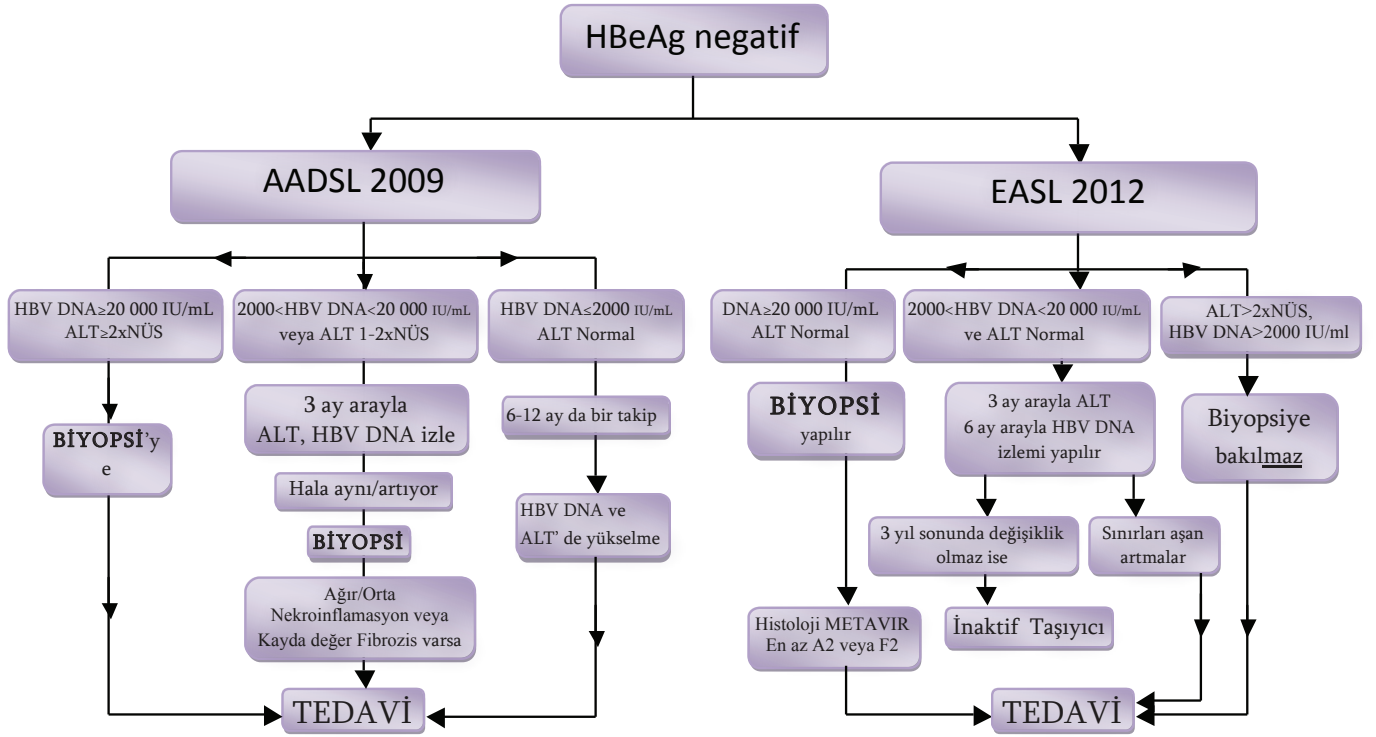 HBeAg negatif
AADSL 2009
EASL 2012
HBV DNA≥20 000 IU/mL
ALT≥2xNÜS
2000<HBV DNA<20 000 IU/mL
veya ALT 1-2xNÜS
HBV DNA≤2000 IU/mL
ALT Normal
DNA≥20 000 IU/mL
ALT Normal
2000<HBV DNA<20 000 IU/mL
ve ALT Normal
ALT>2xNÜS,
HBV DNA>2000 IU/ml
BİYOPSİ'y
e
3 ay arayla
ALT, HBV DNA izle
6-12 ay da bir takip
BİYOPSİ
yapılır
3 ay arayla ALT
6 ay arayla HBV DNA
izlemi yapılır
Biyopsiye
bakılmaz
Hala aynı/artıyor
HBV DNA ve
ALT' de yükselme
BİYOPSİ
3 yıl sonunda değişiklik
olmaz ise
Sınırları aşan
artmalar
Ağır/Orta
Nekroinflamasyon veya
Kayda değer Fibrozis varsa
Histoloji METAVIR
En az A2 veya F2
İnaktif Taşıyıcı
TEDAVİ
TEDAVİ